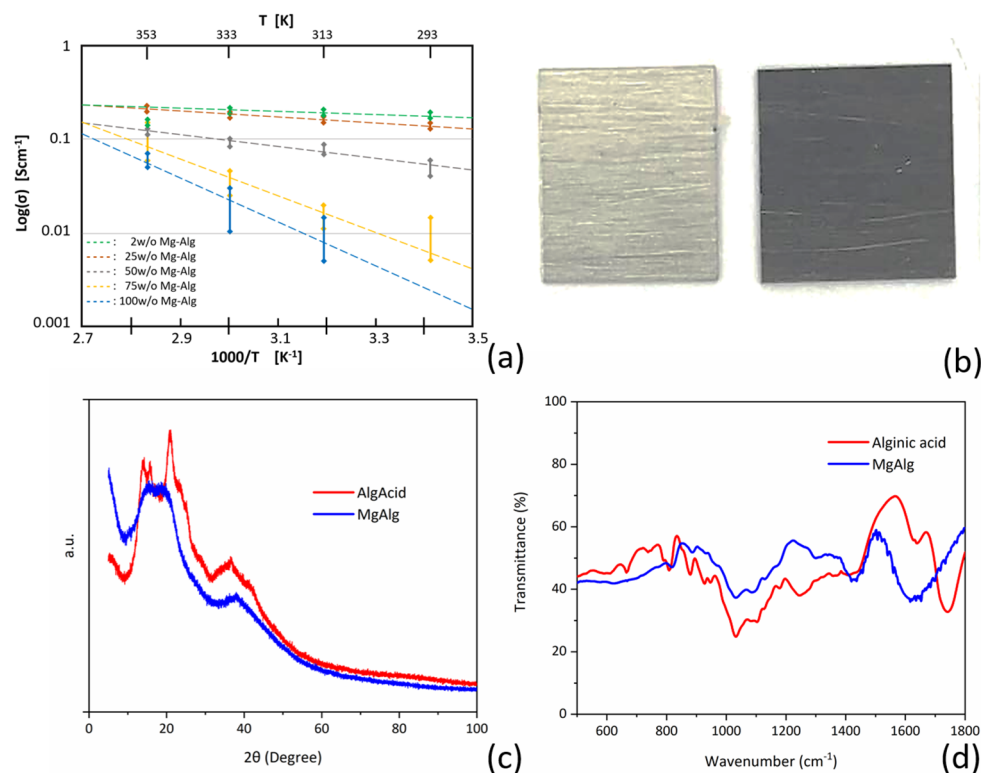 T [K]
353 333 313 293
1
0.1
0.01
0.001
Log(σ) [Scm⁻¹]
: 2w/o Mg-Alg
: 25w/o Mg-Alg
: 50w/o Mg-Alg
: 75w/o Mg-Alg
: 100w/o Mg-Alg
2.7 2.9 3.1 3.3 3.5
1000/T [K⁻¹]
(a)
(b)
a.u.
AlgAcid
MgAlg
0 20 40 60 80 100
2θ (Degree)
(c)
100
80
60
40
20
0
Transmittance (%)
Alginic acid
MgAlg
600 800 1000 1200 1400 1600 1800
Wavenumber (cm⁻¹)
(d)